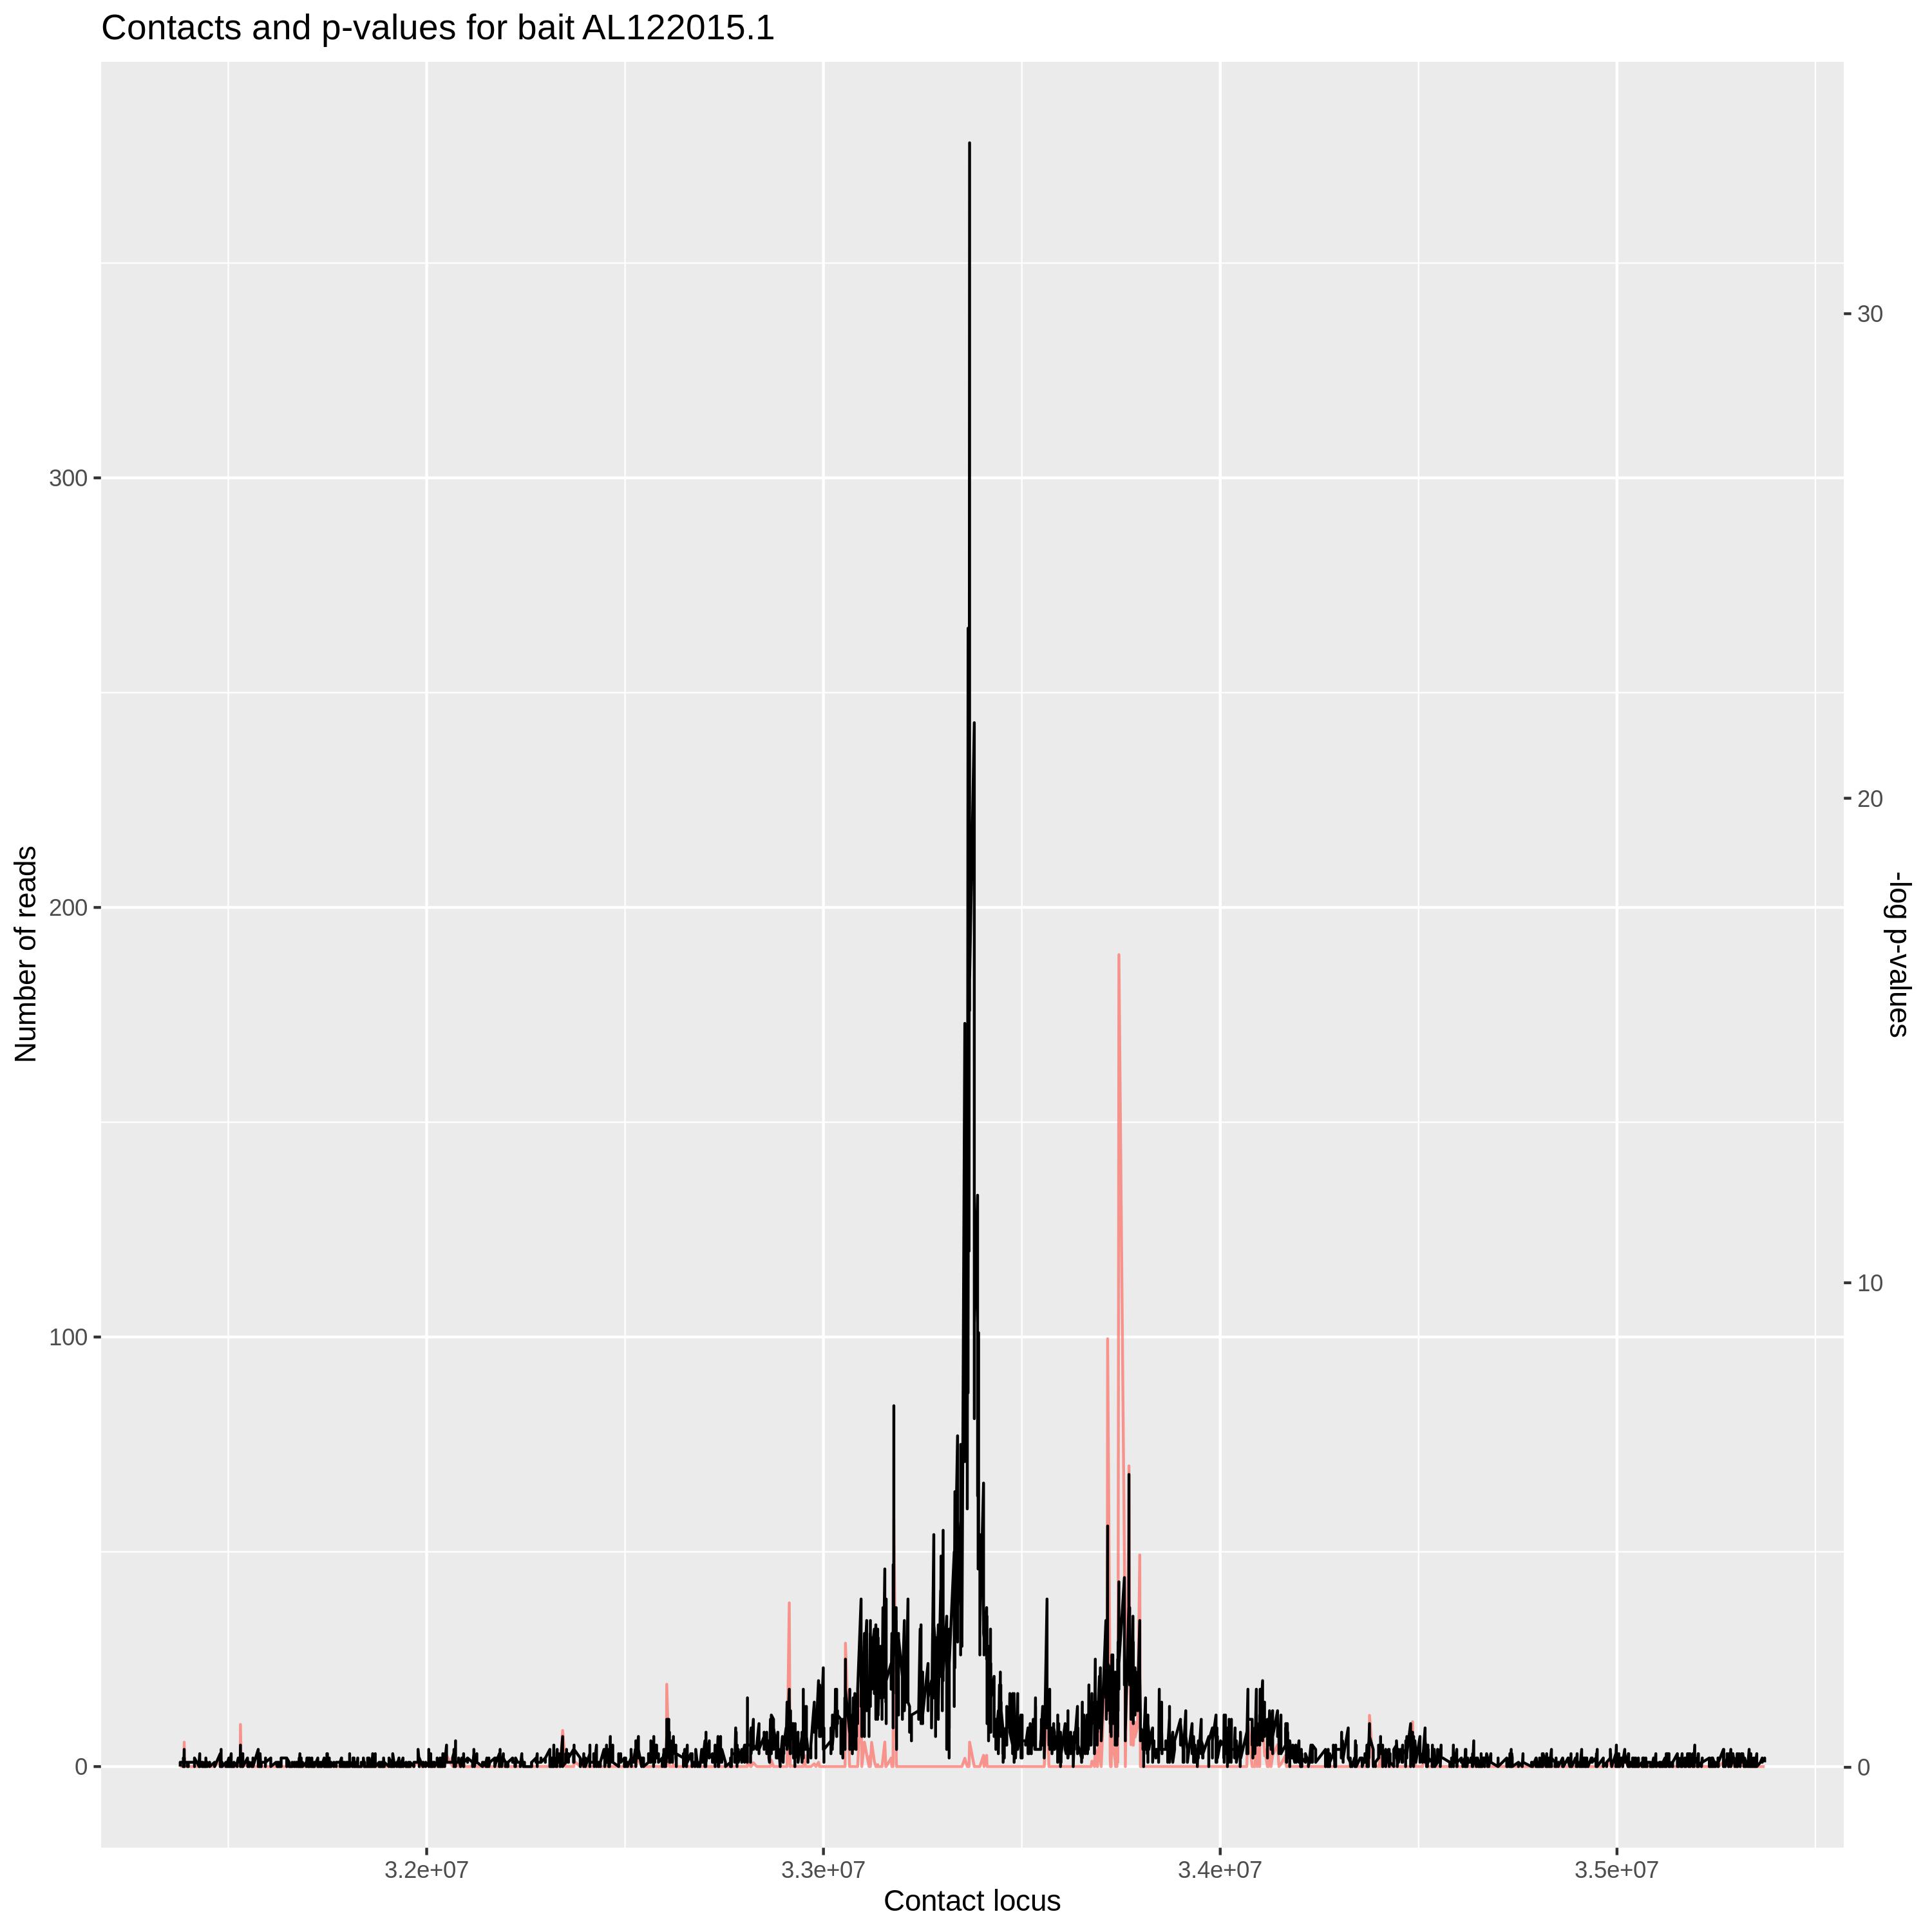 Contacts and p-values for bait AL122015.1
300
200
100
0
Number of reads
30
20
10
0
-log p-values
3.2e+07
3.3e+07
3.4e+07
3.5e+07
Contact locus